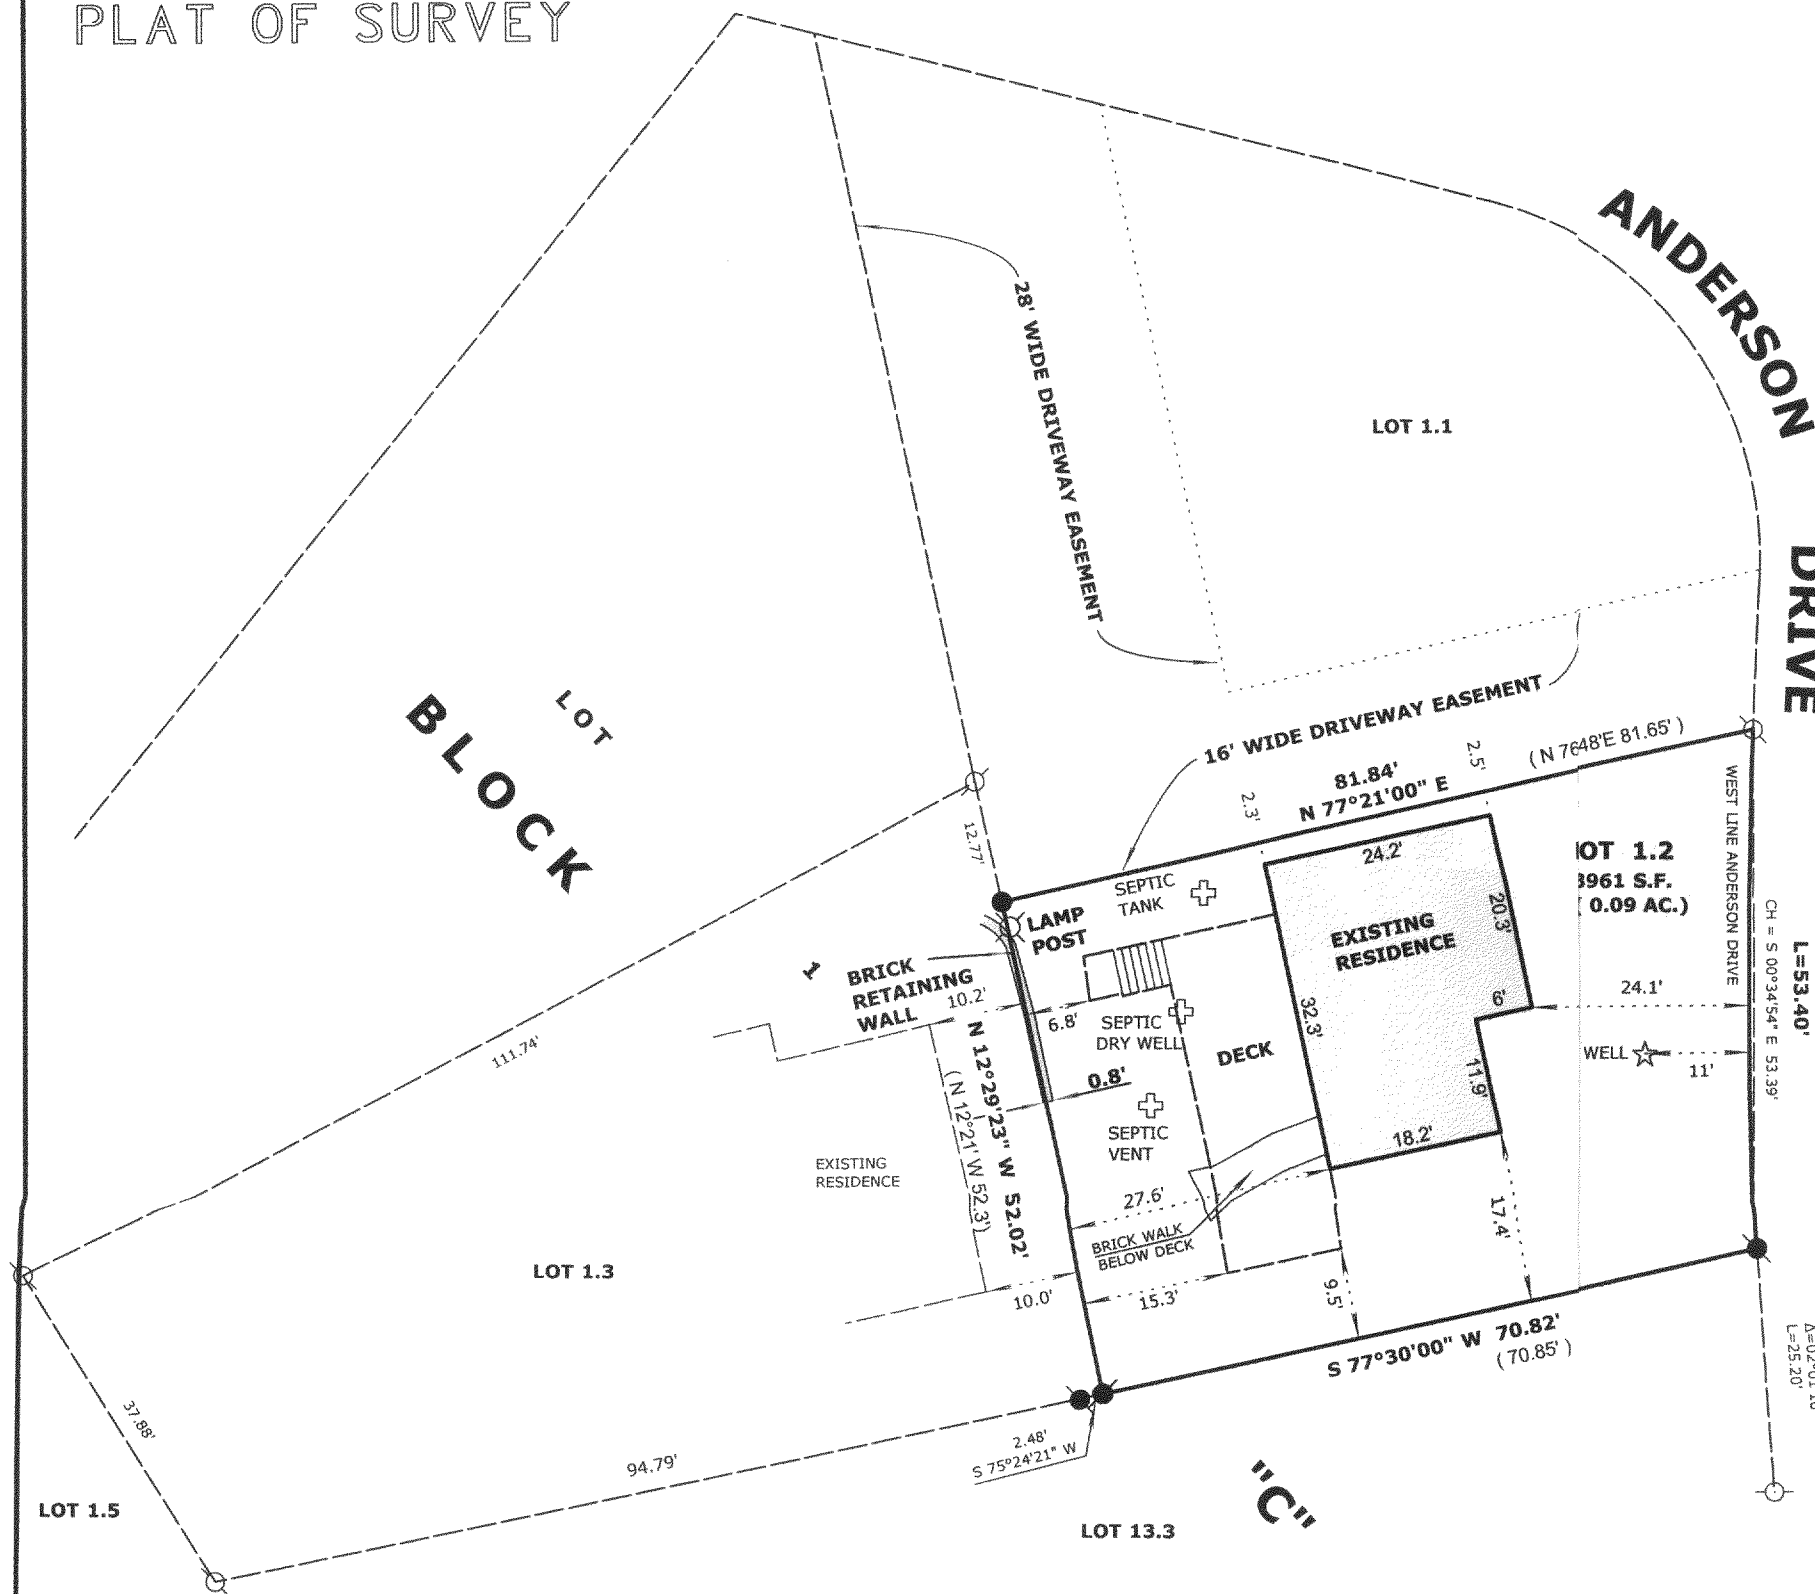 PLAT OF SURVEY
ANDERSON
DRIVE
28' WIDE DRIVEWAY EASEMENT
LOT 1.1
LOT
BLOCK
1
16' WIDE DRIVEWAY EASEMENT
81.84'
N 77°21'00" E
2.5'
( N 7648'E 81.65' )
2.3'
12.77'
24.2'
OT 1.2
3961 S.F.
( 0.09 AC.)
WEST LINE ANDERSON DRIVE
CH = S 00°34'54" E 53.39'
L=53.40'
SEPTIC
TANK
LAMP
POST
EXISTING
RESIDENCE
20.3'
BRICK
RETAINING
WALL
10.2'
6.8'
SEPTIC
DRY WELL
DECK
32.3'
6'
24.1'
WELL
11'
11.9'
111.74'
N 12°29'23" W 52.02'
( N 12°21' W 52.3')
0.8'
SEPTIC
VENT
18.2'
EXISTING
RESIDENCE
27.6'
BRICK WALK
BELOW DECK
17.4'
LOT 1.3
10.0'
15.3'
9.5'
S 77°30'00" W 70.82'
( 70.85' )
L=25.20'
37.88'
94.79'
2.48'
S 75°24'21" W
"C"
LOT 1.5
LOT 13.3